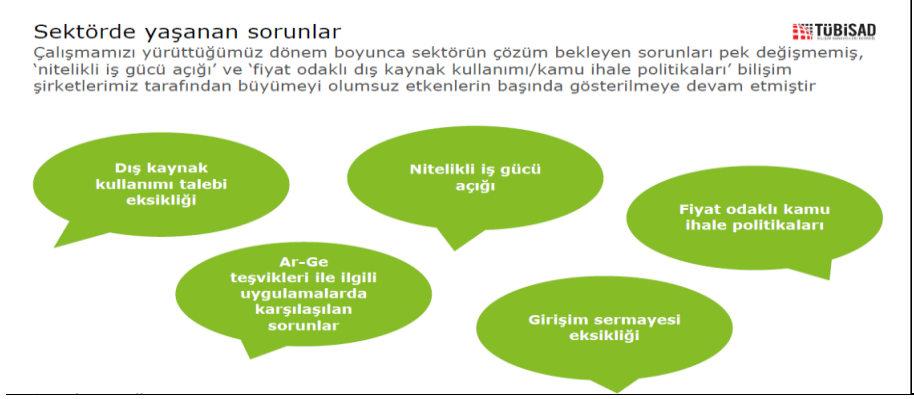 Sektörde yaşanan sorunlar
TÜBİSAD
Çalışmamızı yürüttüğümüz dönem boyunca sektörün çözüm bekleyen sorunları pek değişmemiş,
‘nitelikli iş gücü açığı’ ve ‘fiyat odaklı dış kaynak kullanımı/kamu ihale politikaları’ bilişim
şirketlerimiz tarafından büyümeyi olumsuz etkenlerin başında gösterilmeye devam etmiştir
Dış kaynak
kullanımı talebi
eksikliği
Nitelikli iş gücü
açığı
Fiyat odaklı kamu
ihale politikaları
Ar-Ge
teşvikleri ile ilgili
uygulamalarda
karşılaşılan
sorunlar
Girişim sermayesi
eksikliği